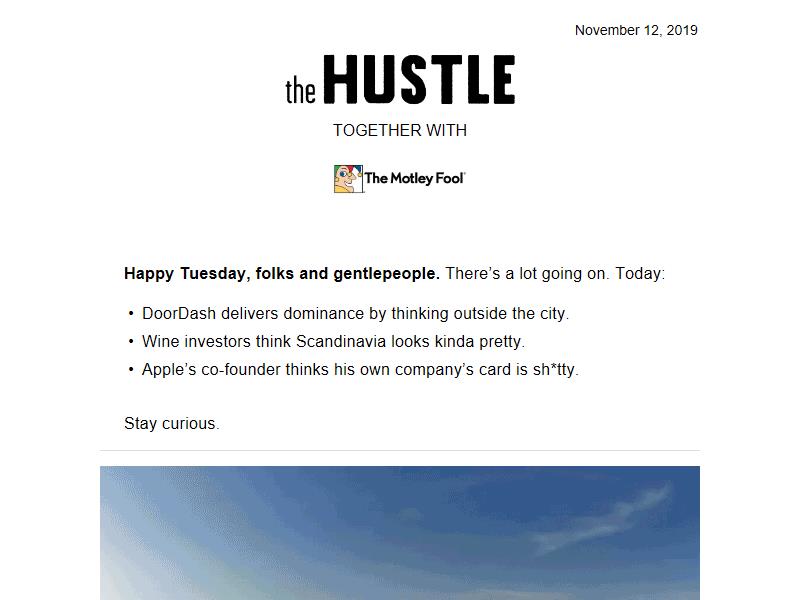 November 12, 2019
the HUSTLE
TOGETHER WITH
The Motley Fool
Happy Tuesday, folks and gentlepeople. There’s a lot going on. Today:
• DoorDash delivers dominance by thinking outside the city.
• Wine investors think Scandinavia looks kinda pretty.
• Apple’s co-founder thinks his own company’s card is sh*tty.
Stay curious.